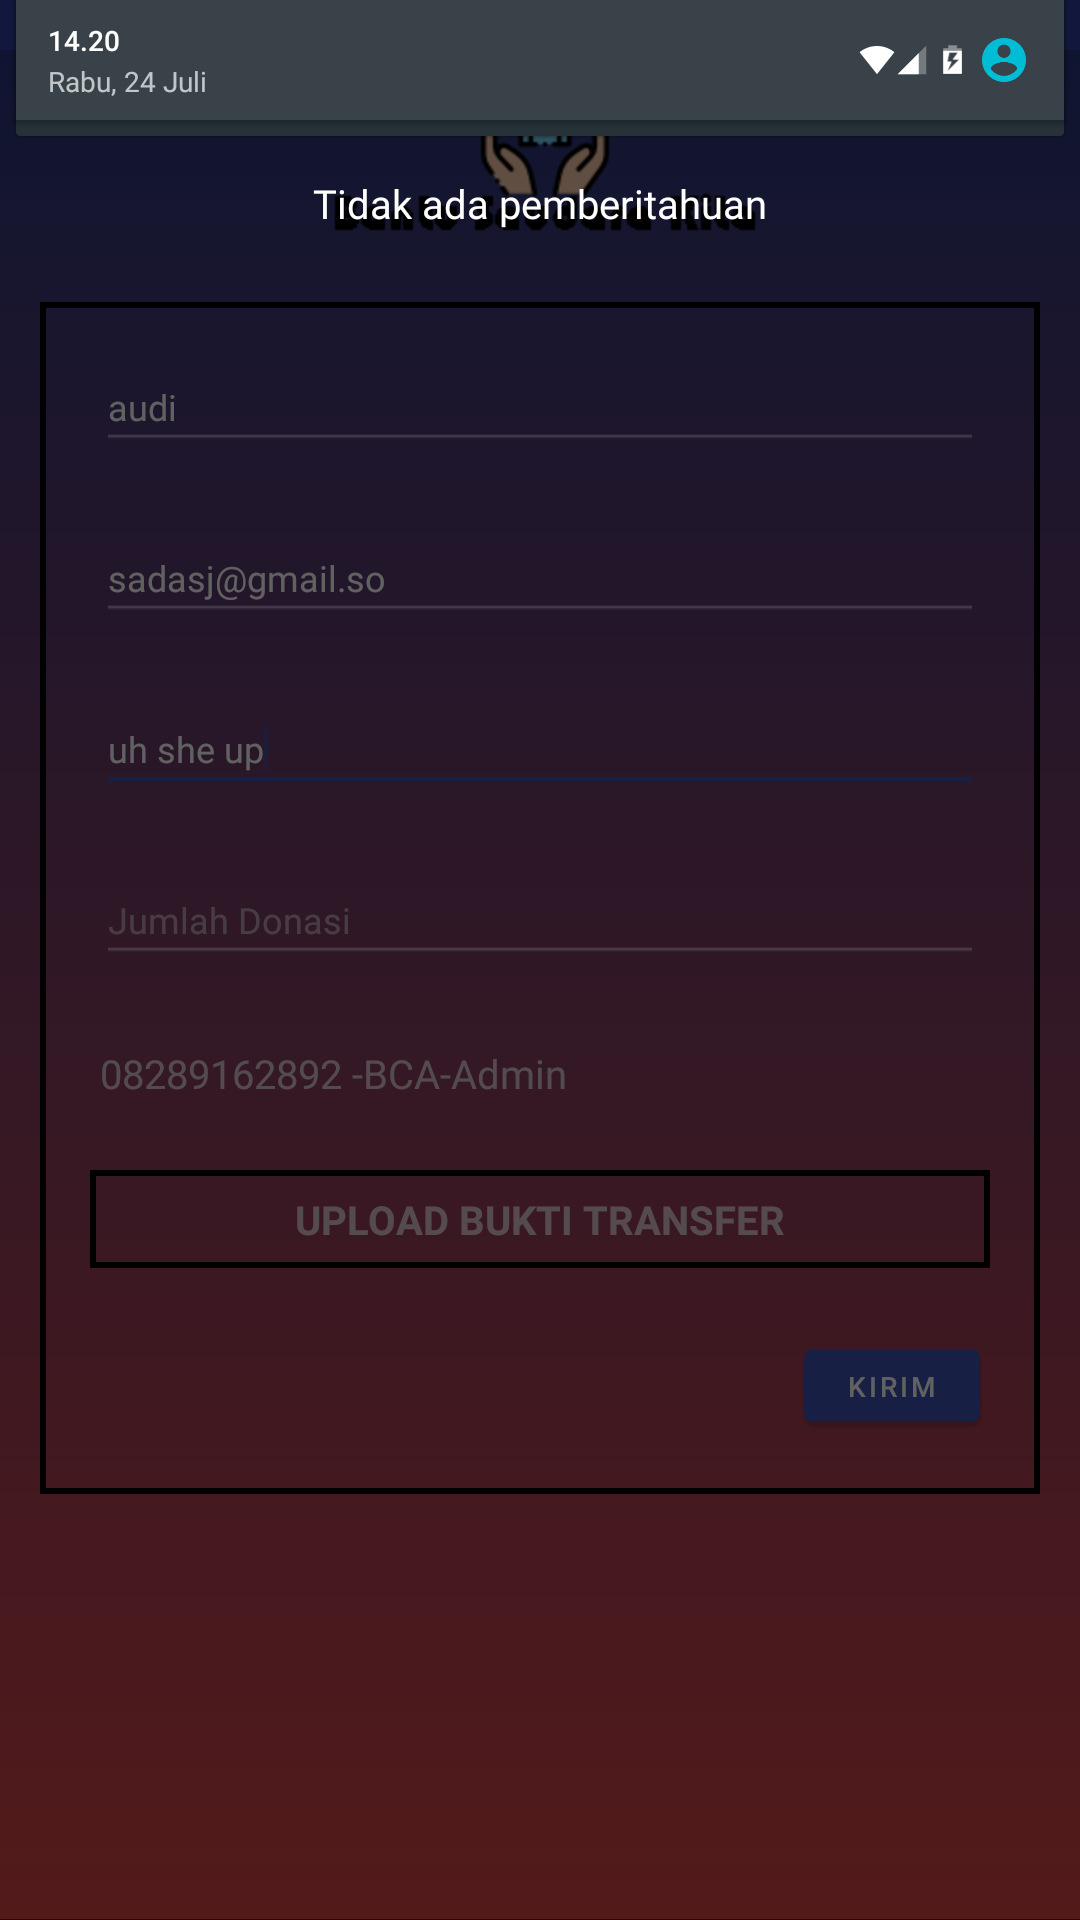 14.20
Rabu, 24 Juli
Tidak ada pemberitahuan
audi
sadasj@gmail.so
uh she up
Jumlah Donasi
08289162892 -BCA-Admin
UPLOAD BUKTI TRANSFER
KIRIM